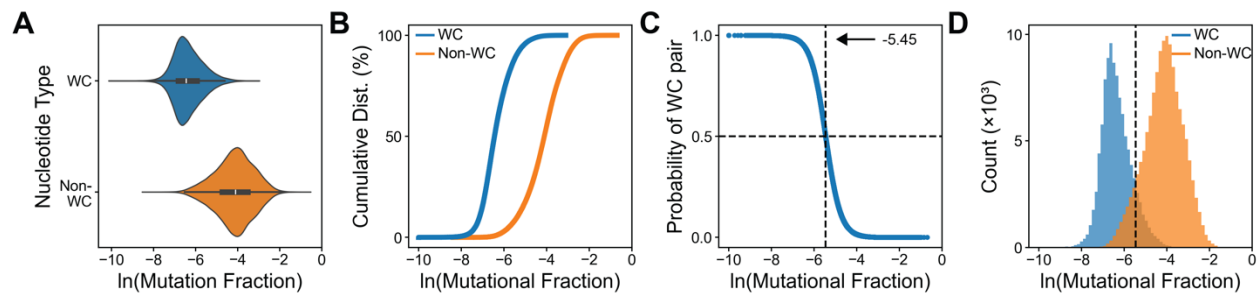 A
Nucleotide Type
WC
Non-
WC
-10
-8
-6
-4
-2
0
ln(Mutation Fraction)
B
Cumulative Dist. (%)
100
50
0
WC
Non-WC
-10
-8
-6
-4
-2
0
ln(Mutational Fraction)
C
Probability of WC pair
1.0
0.5
0.0
-5.45
-10
-8
-6
-4
-2
0
ln(Mutational Fraction)
D
Count (×10³)
10
5
0
WC
Non-WC
-10
-8
-6
-4
-2
0
ln(Mutational Fraction)